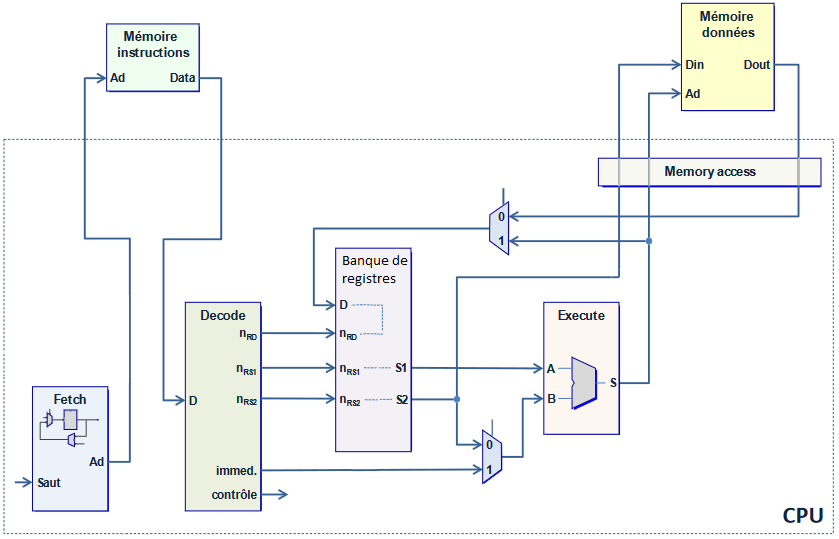 Mémoire
instructions
Ad
Data
Mémoire
données
Din
Dout
Ad
Memory access
0
1
Banque de
registres
D
nRD
nRS1
S1
nRS2
S2
Decode
nRD
nRS1
nRS2
D
immed.
contrôle
Execute
A
B
S
Fetch
Ad
Saut
0
1
CPU